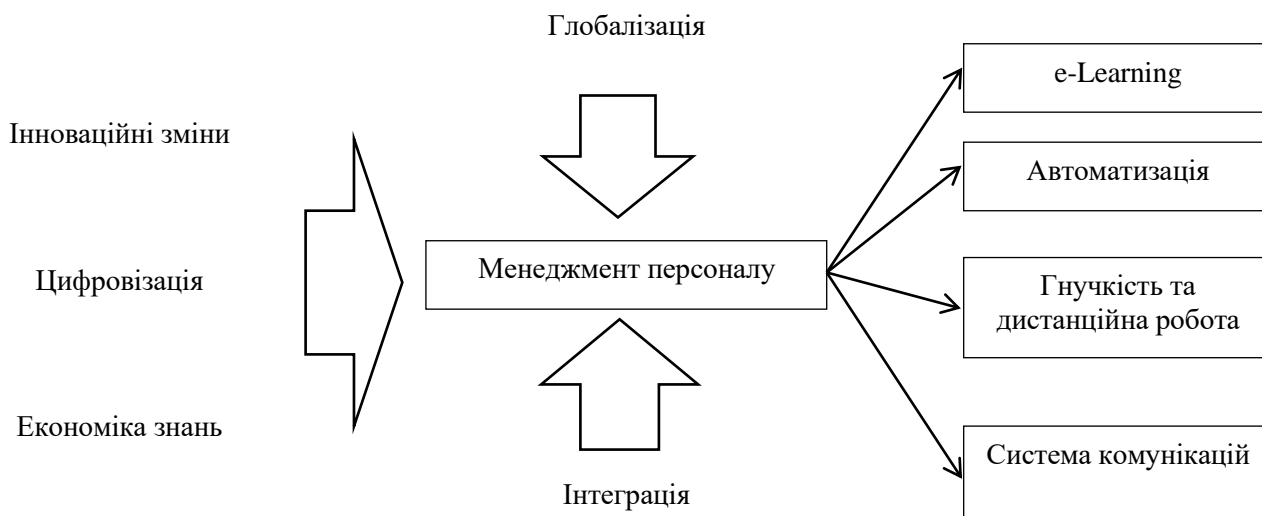 Глобалізація
e-Learning
Інноваційні зміни
Автоматизація
Менеджмент персоналу
Цифровізація
Гнучкість та
дистанційна робота
Економіка знань
Система комунікацій
Інтеграція